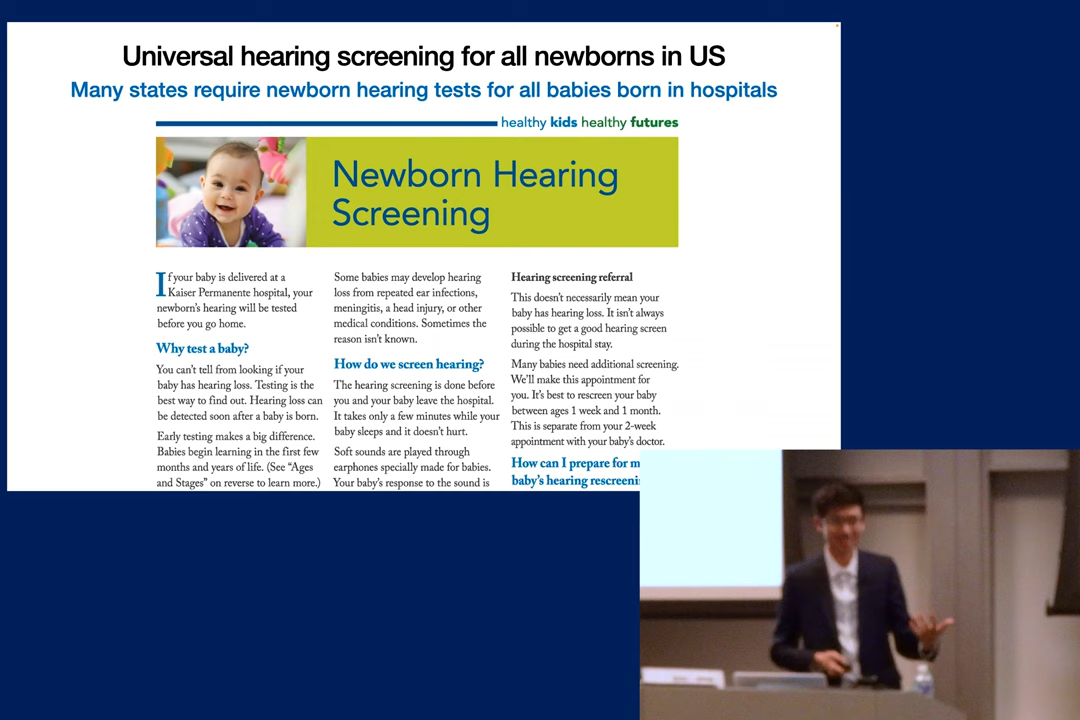 Universal hearing screening for all newborns in US
Many states require newborn hearing tests for all babies born in hospitals
healthy kids healthy futures
Newborn Hearing
Screening
If your baby is delivered at a
Kaiser Permanente hospital, your
newborn's hearing will be tested
before you go home.
Why test a baby?
You can't tell from looking if your
baby has hearing loss. Testing is the
best way to find out. Hearing loss can
be detected soon after a baby is born.
Early testing makes a big difference.
Babies begin learning in the first few
months and years of life. (See "Ages
and Stages" on reverse to learn more.)
Some babies may develop hearing
loss from repeated ear infections,
meningitis, a head injury, or other
medical conditions. Sometimes the
reason isn't known.
How do we screen hearing?
The hearing screening is done before
you and your baby leave the hospital.
It takes only a few minutes while your
baby sleeps and it doesn't hurt.
Soft sounds are played through
earphones specially made for babies.
Your baby's response to the sound is
Hearing screening referral
This doesn't necessarily mean your
baby has hearing loss. It isn't always
possible to get a good hearing screen
during the hospital stay.
Many babies need additional screening.
We'll make this appointment for
you. It's best to rescreen your baby
between ages 1 week and 1 month.
This is separate from your 2-week
appointment with your baby's doctor.
How can I prepare for m
baby's hearing rescreeni